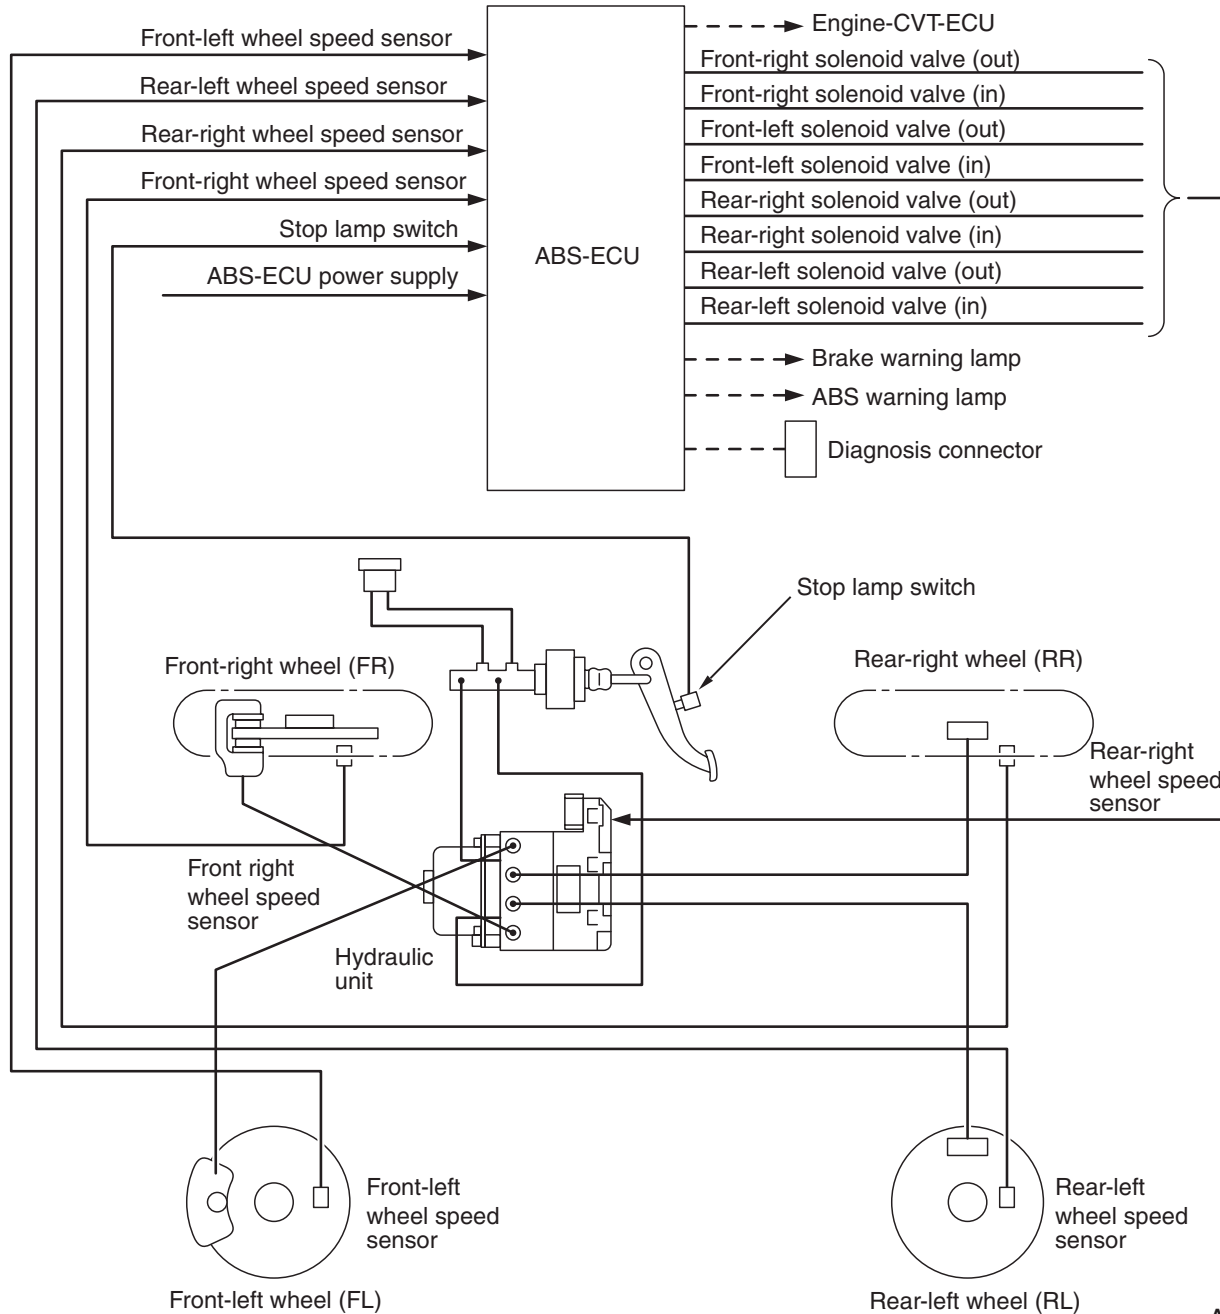 Front-left wheel speed sensor
Rear-left wheel speed sensor
Rear-right wheel speed sensor
Front-right wheel speed sensor
Stop lamp switch
ABS-ECU power supply
ABS-ECU
Engine-CVT-ECU
Front-right solenoid valve (out)
Front-right solenoid valve (in)
Front-left solenoid valve (out)
Front-left solenoid valve (in)
Rear-right solenoid valve (out)
Rear-right solenoid valve (in)
Rear-left solenoid valve (out)
Rear-left solenoid valve (in)
Brake warning lamp
ABS warning lamp
Diagnosis connector
Stop lamp switch
Front-right wheel (FR)
Rear-right wheel (RR)
Rear-right
wheel speed
sensor
Front right
wheel speed
sensor
Hydraulic
unit
Front-left
wheel speed
sensor
Rear-left
wheel speed
sensor
Front-left wheel (FL)
Rear-left wheel (RL)